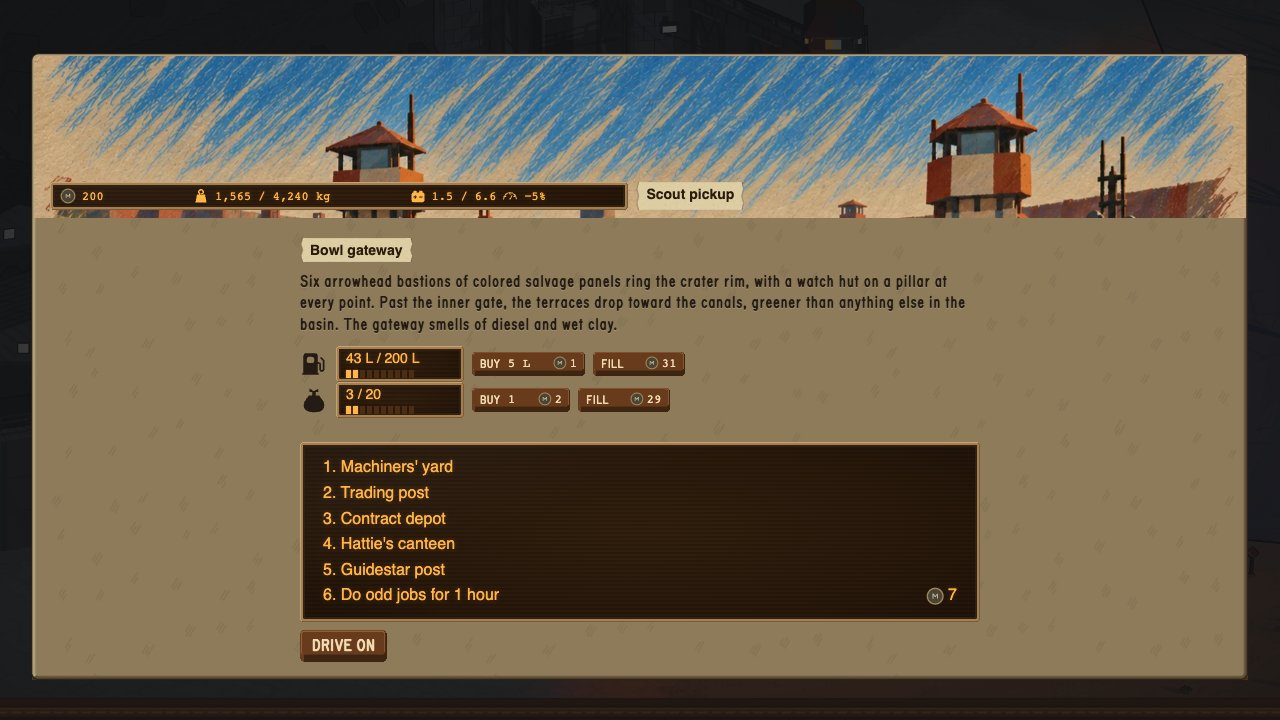 M 200 1,565 / 4,240 kg 1.5 / 6.6 -5% Scout pickup
Bowl gateway
Six arrowhead bastions of colored salvage panels ring the crater rim, with a watch hut on a pillar at
every point. Past the inner gate, the terraces drop toward the canals, greener than anything else in the
basin. The gateway smells of diesel and wet clay.
43 L / 200 L BUY 5 L M 1 FILL M 31
3 / 20 BUY 1 M 2 FILL M 29
1. Machiners' yard
2. Trading post
3. Contract depot
4. Hattie's canteen
5. Guidestar post
6. Do odd jobs for 1 hour M 7
DRIVE ON